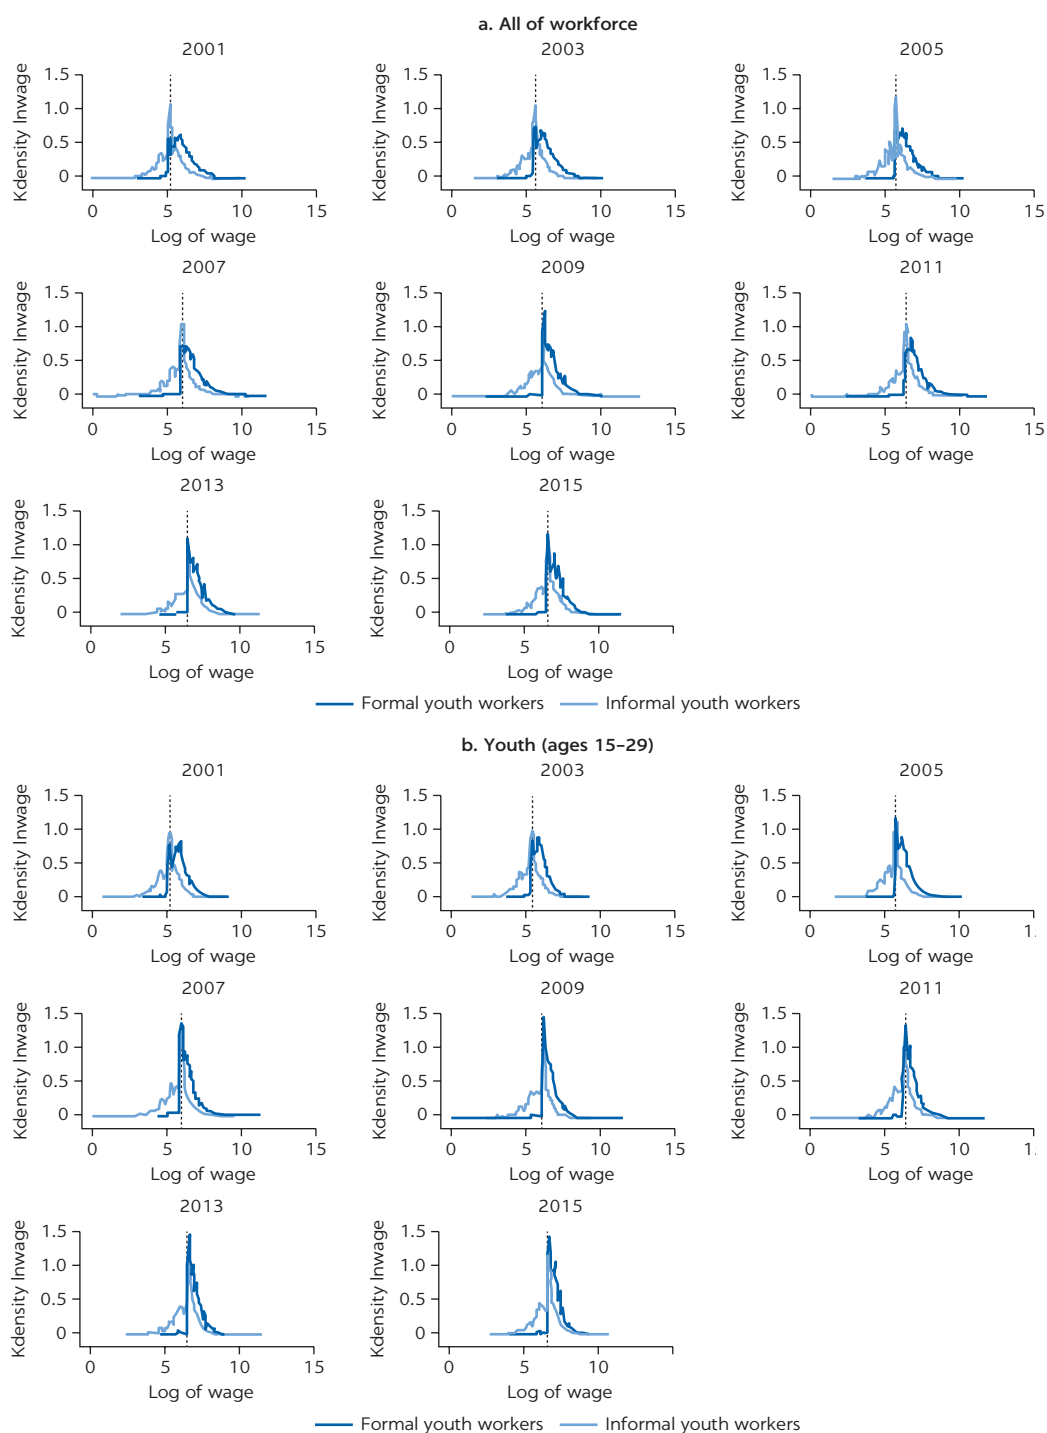 a. All of workforce
2001 2003 2005
Kdensity lnwage Kdensity lnwage Kdensity lnwage
1.5 1.5 1.5
1.0 1.0 1.0
0.5 0.5 0.5
0 0 0
0 5 10 15 0 5 10 15 0 5 10 15
Log of wage Log of wage Log of wage
2007 2009 2011
Kdensity lnwage Kdensity lnwage Kdensity lnwage
1.5 1.5 1.5
1.0 1.0 1.0
0.5 0.5 0.5
0 0 0
0 5 10 15 0 5 10 15 0 5 10 15
Log of wage Log of wage Log of wage
2013 2015
Kdensity lnwage Kdensity lnwage
1.5 1.5
1.0 1.0
0.5 0.5
0 0
0 5 10 15 0 5 10
Log of wage Log of wage
Formal youth workers Informal youth workers
b. Youth (ages 15–29)
2001 2003 2005
Kdensity lnwage Kdensity lnwage Kdensity lnwage
1.5 1.5 1.5
1.0 1.0 1.0
0.5 0.5 0.5
0 0 0
0 5 10 15 0 5 10 15 0 5 10
Log of wage Log of wage Log of wage
2007 2009 2011
Kdensity lnwage Kdensity lnwage Kdensity lnwage
1.5 1.5 1.5
1.0 1.0 1.0
0.5 0.5 0.5
0 0 0
0 5 10 15 0 5 10 15 0 5 10
Log of wage Log of wage Log of wage
2013 2015
Kdensity lnwage Kdensity lnwage
1.5 1.5
1.0 1.0
0.5 0.5
0 0
0 5 10 15 0 5 10
Log of wage Log of wage
Formal youth workers Informal youth workers